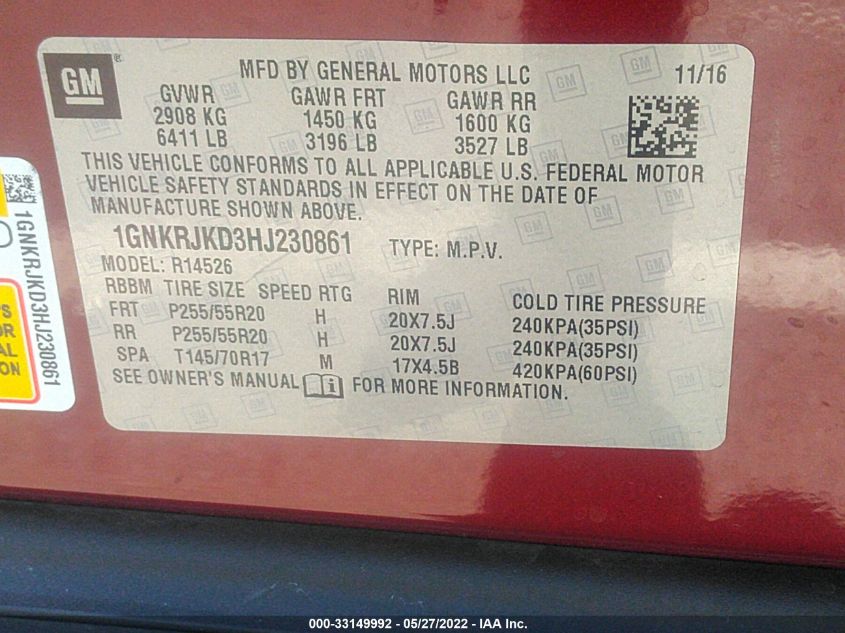 GM ®
MFD BY GENERAL MOTORS LLC 11/16
GVWR GAWR FRT GAWR RR
2908 KG 1450 KG 1600 KG
6411 LB 3196 LB 3527 LB
THIS VEHICLE CONFORMS TO ALL APPLICABLE U.S. FEDERAL MOTOR
VEHICLE SAFETY STANDARDS IN EFFECT ON THE DATE OF
MANUFACTURE SHOWN ABOVE.
1GNKRJKD3HJ230861 TYPE: M.P.V.
MODEL: R14526
RBBM TIRE SIZE SPEED RTG RIM COLD TIRE PRESSURE
FRT P255/55R20 H 20X7.5J 240KPA(35PSI)
RR P255/55R20 H 20X7.5J 240KPA(35PSI)
SPA T145/70R17 M 17X4.5B 420KPA(60PSI)
SEE OWNER'S MANUAL i FOR MORE INFORMATION.
1GNKRJKD3HJ230861
000-33149992 - 05/27/2022 - IAA Inc.